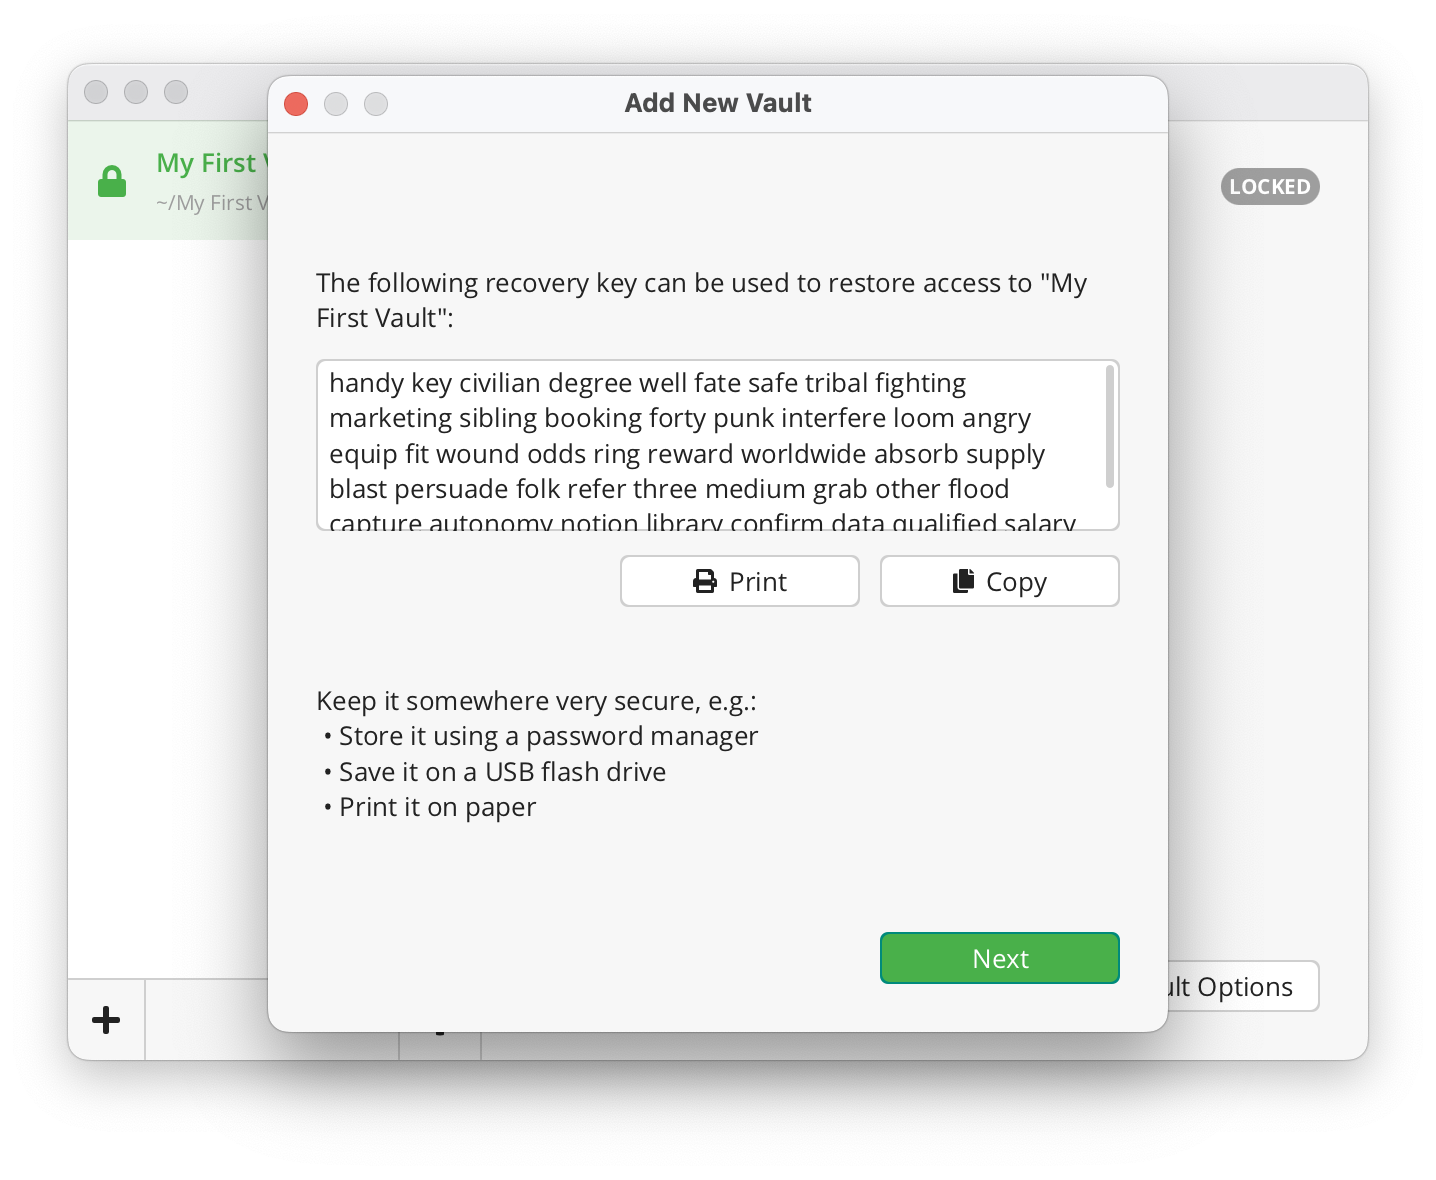 Add New Vault
My First
~/My First V
LOCKED
The following recovery key can be used to restore access to "My
First Vault":
handy key civilian degree well fate safe tribal fighting
marketing sibling booking forty punk interfere loom angry
equip fit wound odds ring reward worldwide absorb supply
blast persuade folk refer three medium grab other flood
capture autonomy notion library confirm data qualified salary
Print
Copy
Keep it somewhere very secure, e.g.:
• Store it using a password manager
• Save it on a USB flash drive
• Print it on paper
Next
ult Options